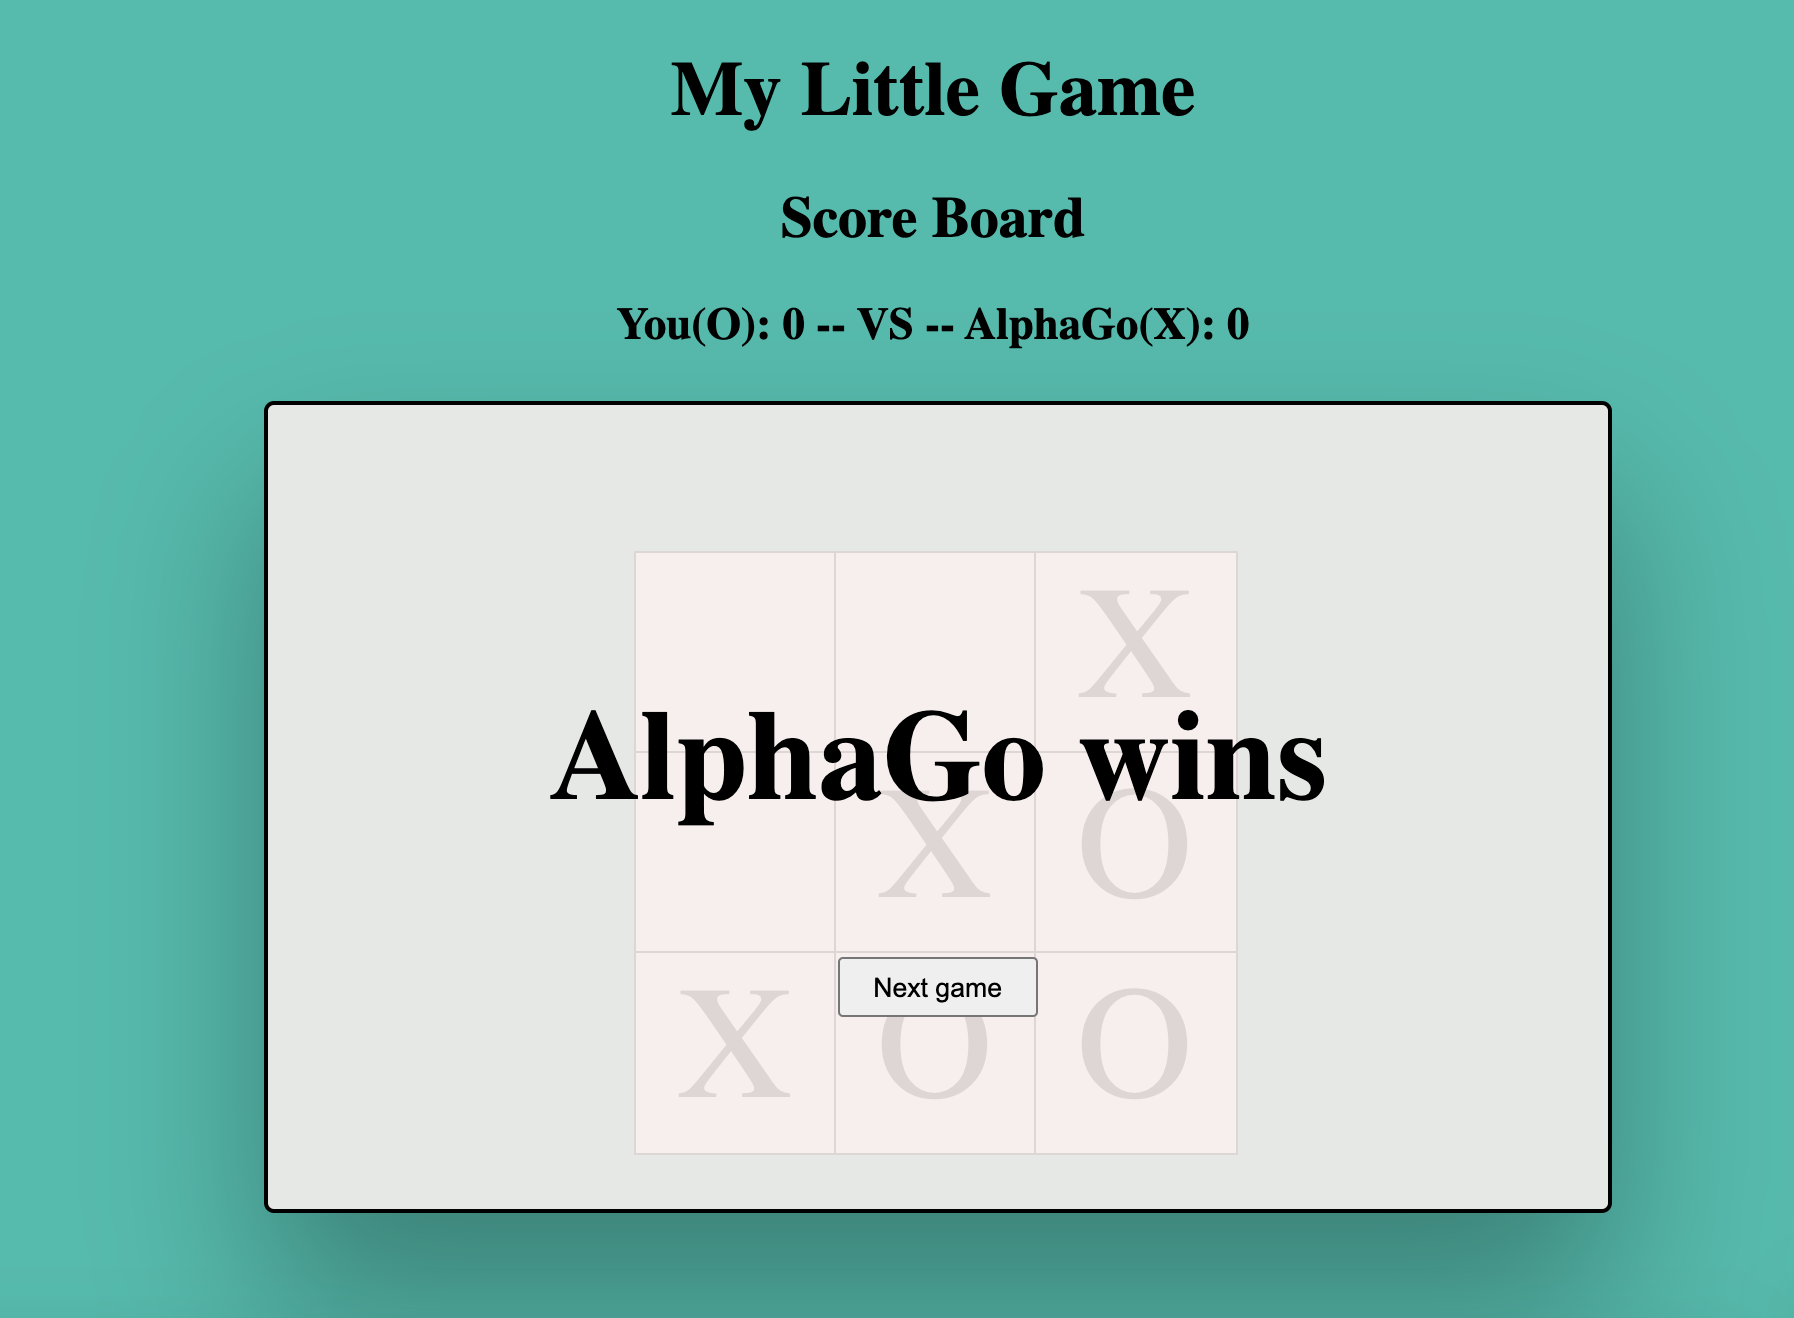 My Little Game
Score Board
You(O): 0 -- VS -- AlphaGo(X): 0
X
AlphaGo wins
X O
Next game
X O O